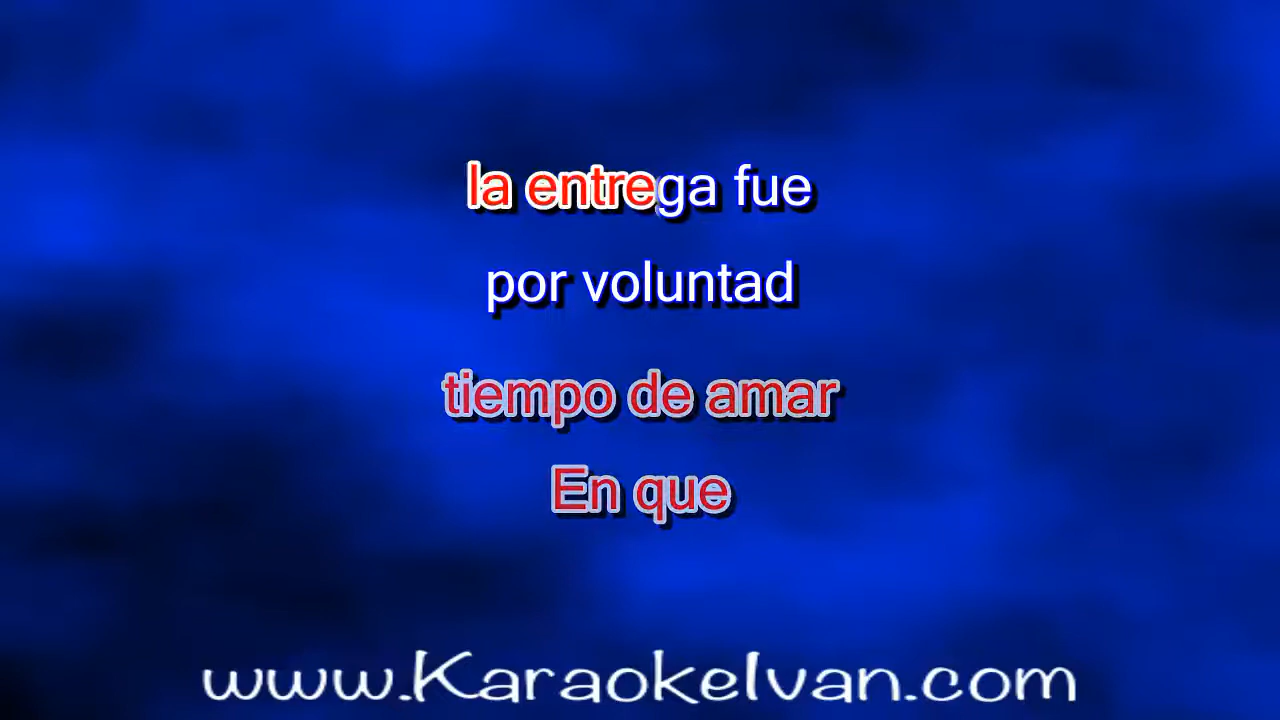 la entrega fue
por voluntad
tiempo de amar
En que
www.KaraokeIvan.com